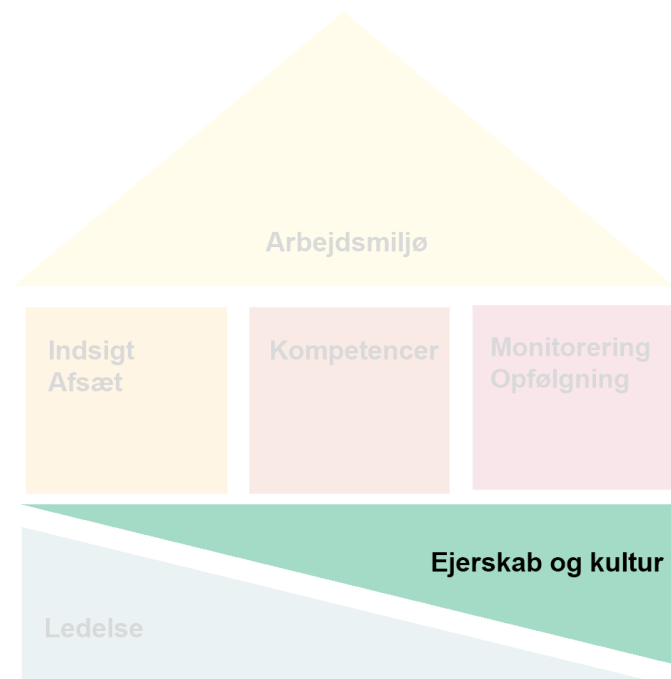 Arbejdsmiljø
Indsigt
Afsæt
Kompetencer
Monitorering
Opfølgning
Ejerskab og kultur
Ledelse